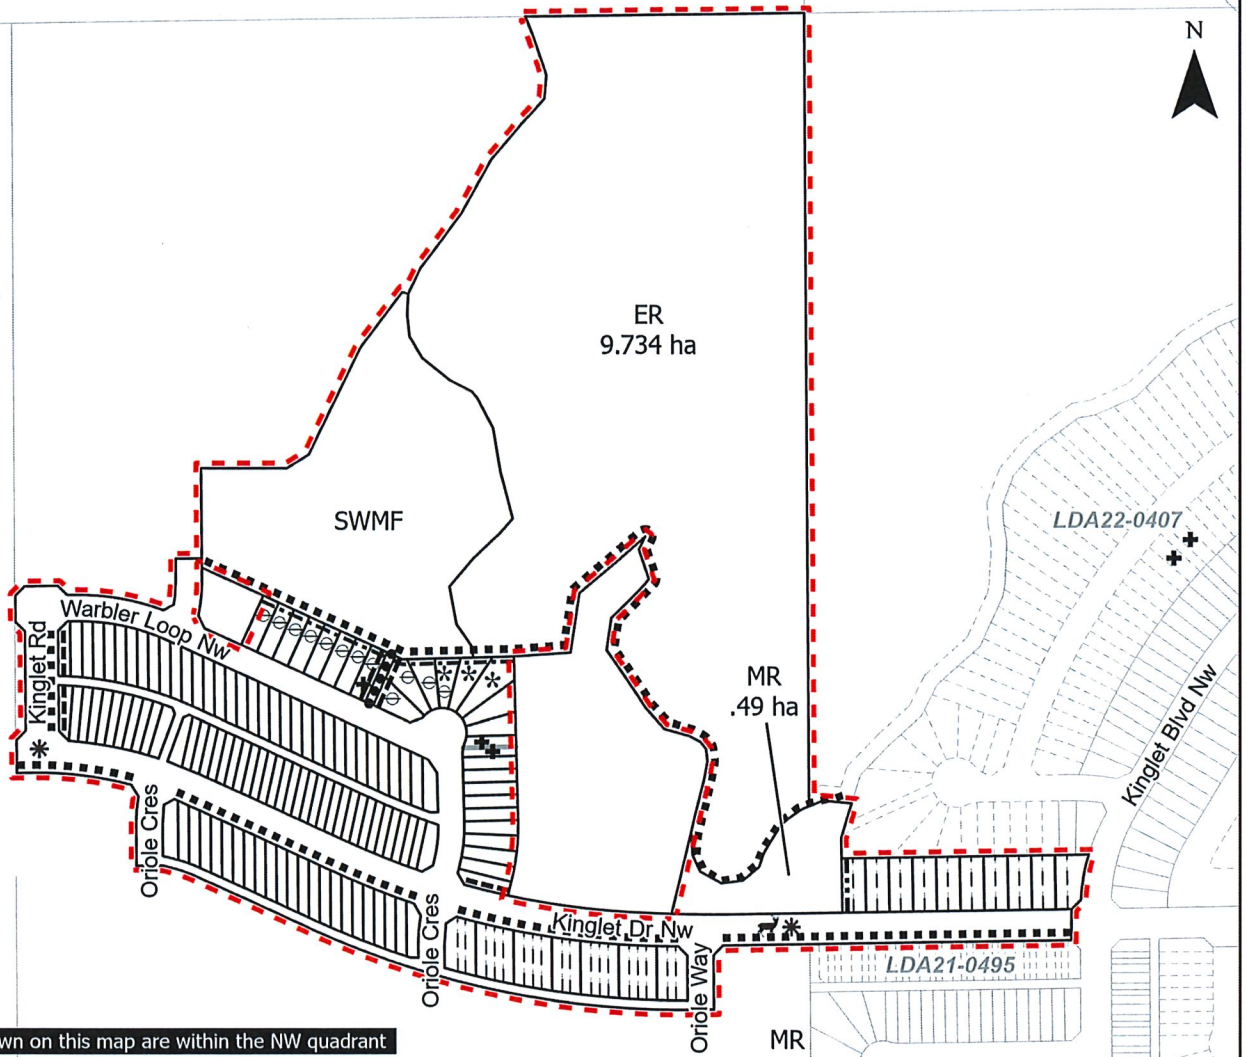 N
ER
9.734 ha
SWMF
LDA22-0407
Warbler Loop Nw
Kinglet Rd
MR
.49 ha
Kinglet Blvd Nw
Oriole Cres
Oriole Cres
Kinglet Dr Nw
Oriole Way
LDA21-0495
MR
wn on this map are within the NW quadrant